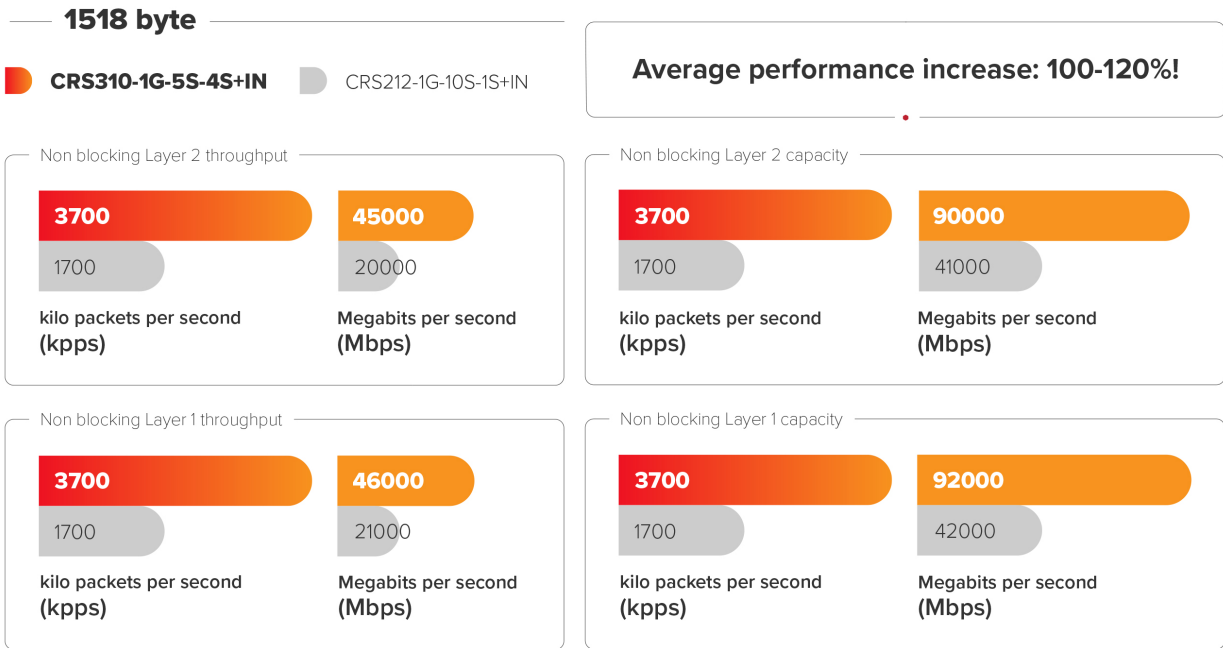 1518 byte
CRS310-1G-5S-4S+IN
CRS212-1G-10S-1S+IN
Average performance increase: 100-120%!
Non blocking Layer 2 throughput
3700
1700
kilo packets per second
(kpps)
45000
20000
Megabits per second
(Mbps)
Non blocking Layer 2 capacity
3700
1700
kilo packets per second
(kpps)
90000
41000
Megabits per second
(Mbps)
Non blocking Layer 1 throughput
3700
1700
kilo packets per second
(kpps)
46000
21000
Megabits per second
(Mbps)
Non blocking Layer 1 capacity
3700
1700
kilo packets per second
(kpps)
92000
42000
Megabits per second
(Mbps)